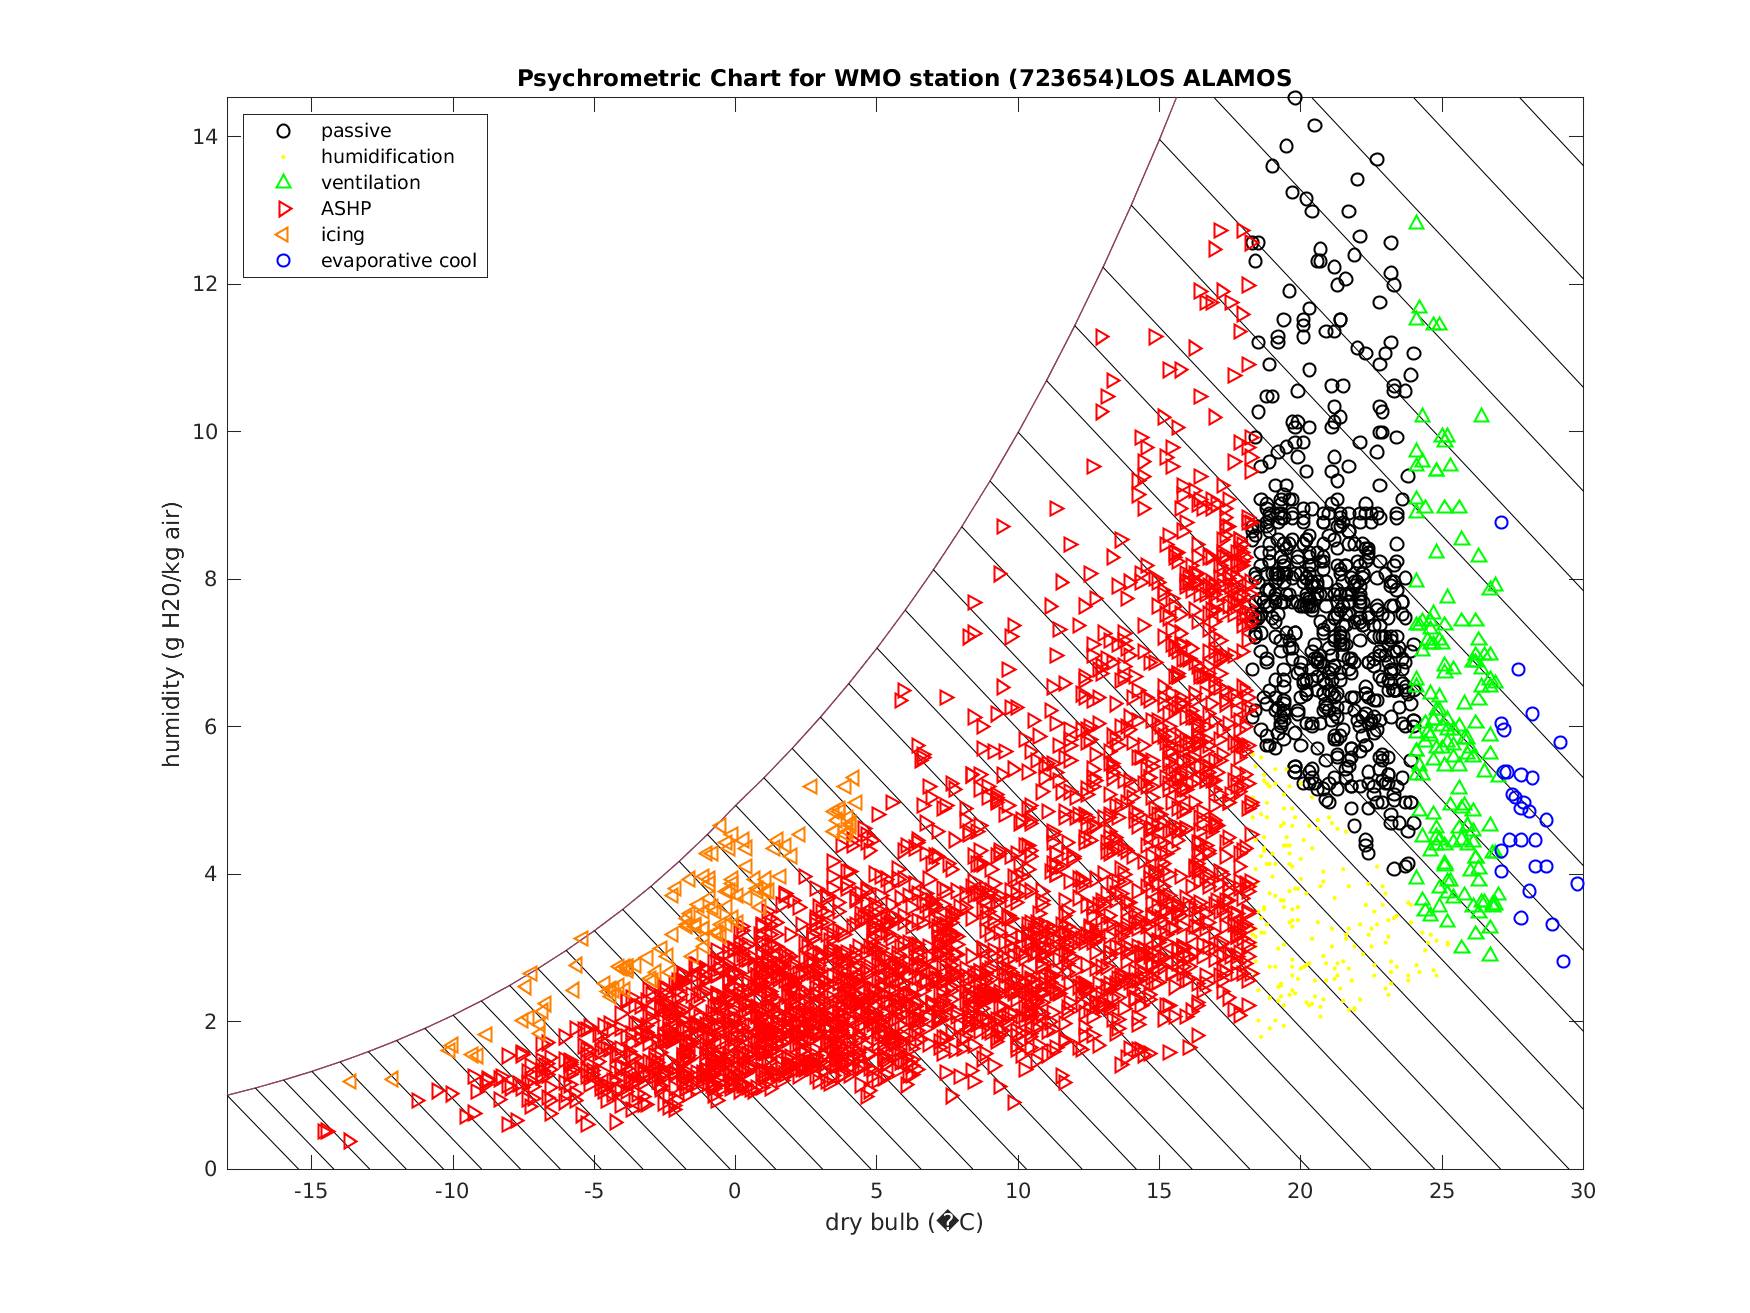 Psychrometric Chart for WMO station (723654)LOS ALAMOS
passive
humidification
ventilation
ASHP
icing
evaporative cool
humidity (g H20/kg air)
14
12
10
8
6
4
2
0
-15 -10 -5 0 5 10 15 20 25 30
dry bulb (�C)